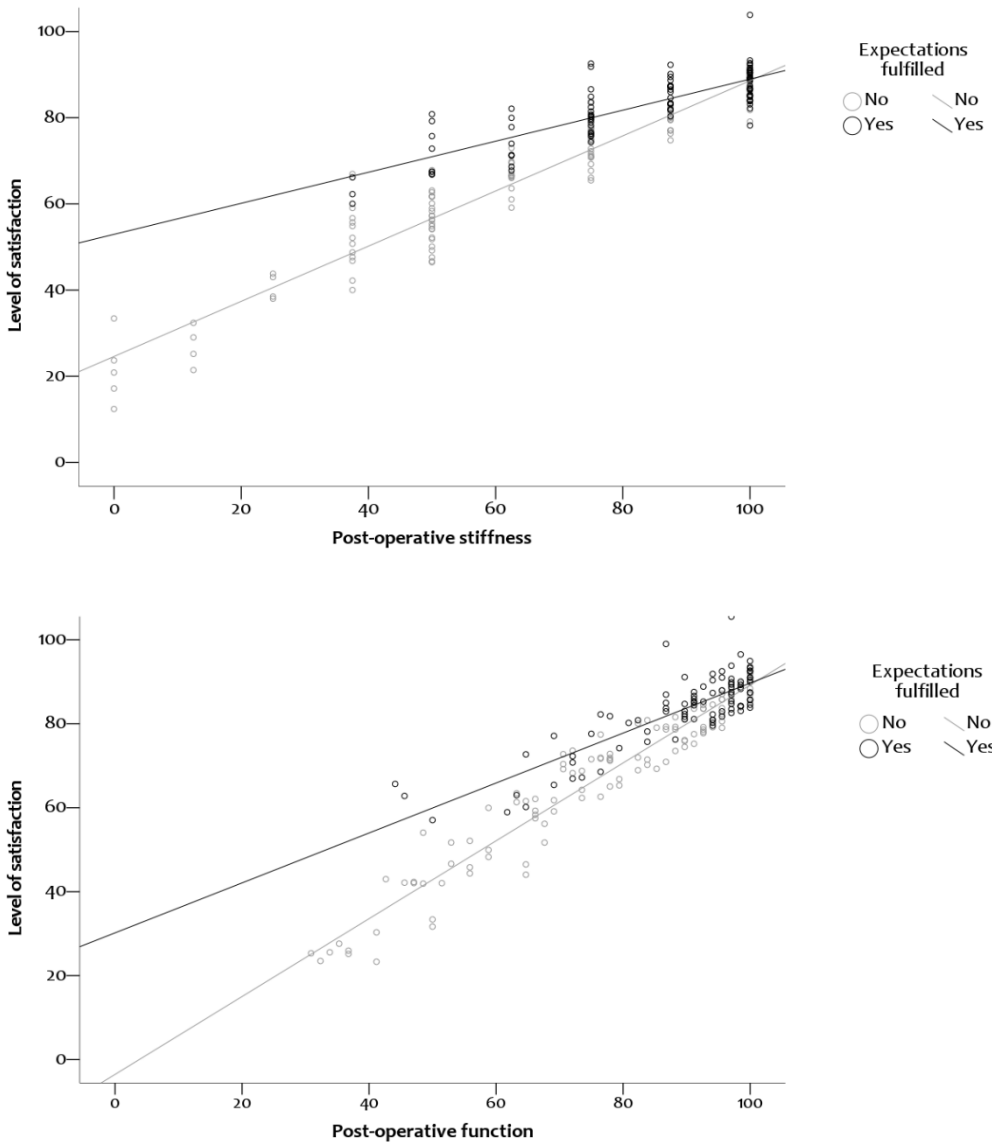 100
80
60
40
20
0
Level of satisfaction
0 20 40 60 80 100
Post-operative stiffness
Expectations
fulfilled
No No
Yes Yes
100
80
60
40
20
0
Level of satisfaction
0 20 40 60 80 100
Post-operative function
Expectations
fulfilled
No No
Yes Yes